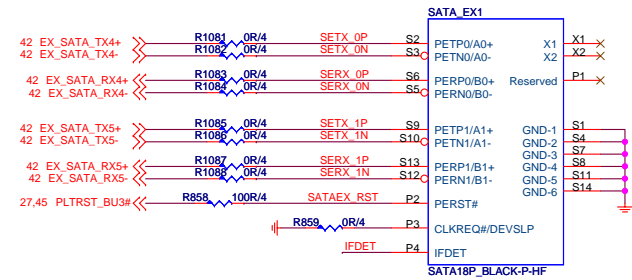 SATA_EX1
42 EX_SATA_TX4+ R1081 0R/4 SETX_0P S2 PETP0/A0+ X1 X1
42 EX_SATA_TX4- R1082 0R/4 SETX_0N S3 PETN0/A0- X2 X2
42 EX_SATA_RX4+ R1083 0R/4 SERX_0P S6 PERP0/B0+ Reserved P1
42 EX_SATA_RX4- R1084 0R/4 SERX_0N S5 PERN0/B0-
42 EX_SATA_TX5+ R1085 0R/4 SETX_1P S9 PETP1/A1+ GND-1 S1
42 EX_SATA_TX5- R1086 0R/4 SETX_1N S10 PETN1/A1- GND-2 S4
GND-3 S7
42 EX_SATA_RX5+ R1087 0R/4 SERX_1P S13 PERP1/B1+ GND-4 S8
42 EX_SATA_RX5- R1088 0R/4 SERX_1N S12 PERN1/B1- GND-5 S11
GND-6 S14
27,45 PLTRST_BU3# R858 100R/4 SATAEX_RST P2 PERST#
R859 0R/4 P3 CLKREQ#/DEVSLP
IFDET P4 IFDET
SATA18P_BLACK-P-HF